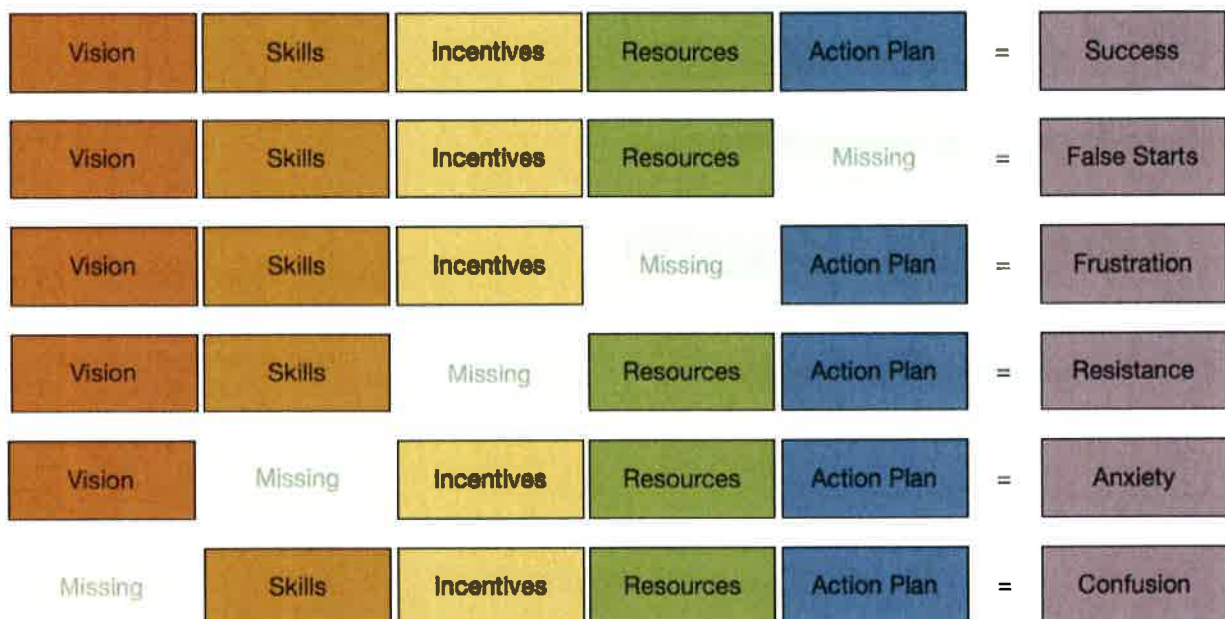 Vision Skills Incentives Resources Action Plan = Success
Vision Skills Incentives Resources Missing = False Starts
Vision Skills Incentives Missing Action Plan = Frustration
Vision Skills Missing Resources Action Plan = Resistance
Vision Missing Incentives Resources Action Plan = Anxiety
Missing Skills Incentives Resources Action Plan = Confusion